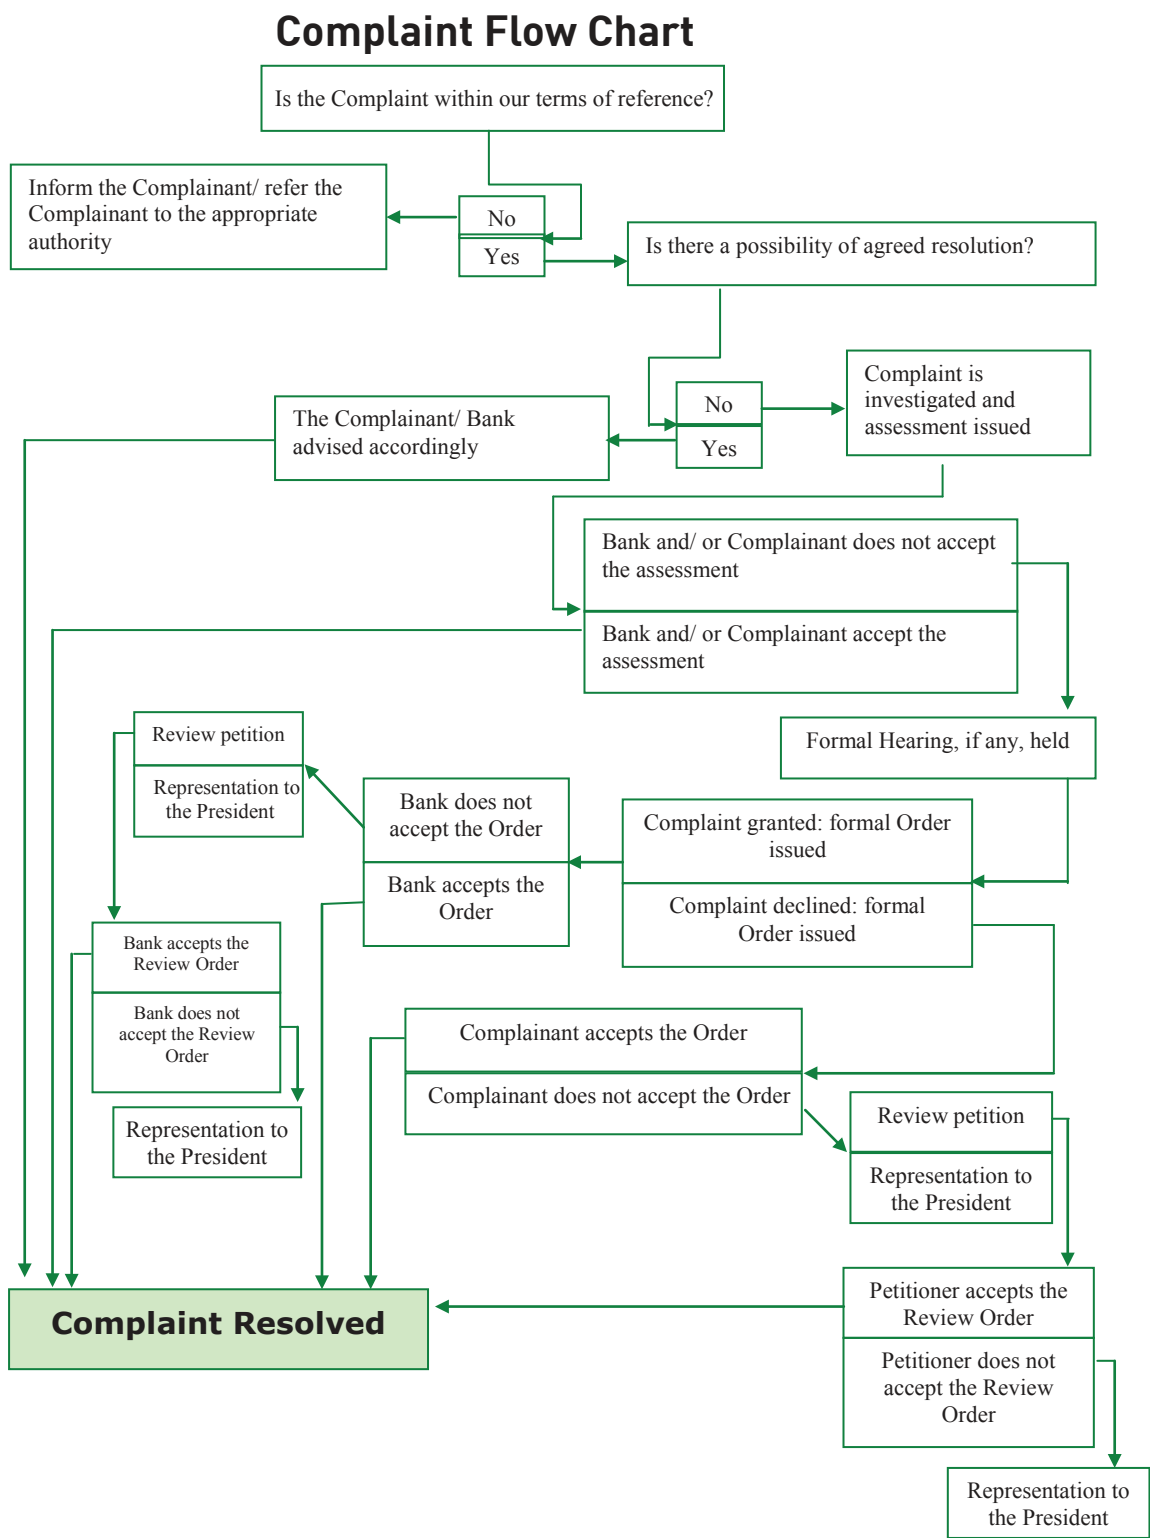 Complaint Flow Chart
Is the Complaint within our terms of reference?
Inform the Complainant/ refer the
Complainant to the appropriate
authority
No
Yes
Is there a possibility of agreed resolution?
Complaint is
investigated and
assessment issued
No
Yes
The Complainant/ Bank
advised accordingly
Bank and/ or Complainant does not accept
the assessment
Bank and/ or Complainant accept the
assessment
Formal Hearing, if any, held
Review petition
Representation to
the President
Bank does not
accept the Order
Bank accepts the
Order
Complaint granted: formal Order
issued
Complaint declined: formal
Order issued
Bank accepts the
Review Order
Bank does not
accept the Review
Order
Representation to
the President
Complainant accepts the Order
Complainant does not accept the Order
Review petition
Representation to
the President
Petitioner accepts the
Review Order
Petitioner does not
accept the Review
Order
Complaint Resolved
Representation to
the President